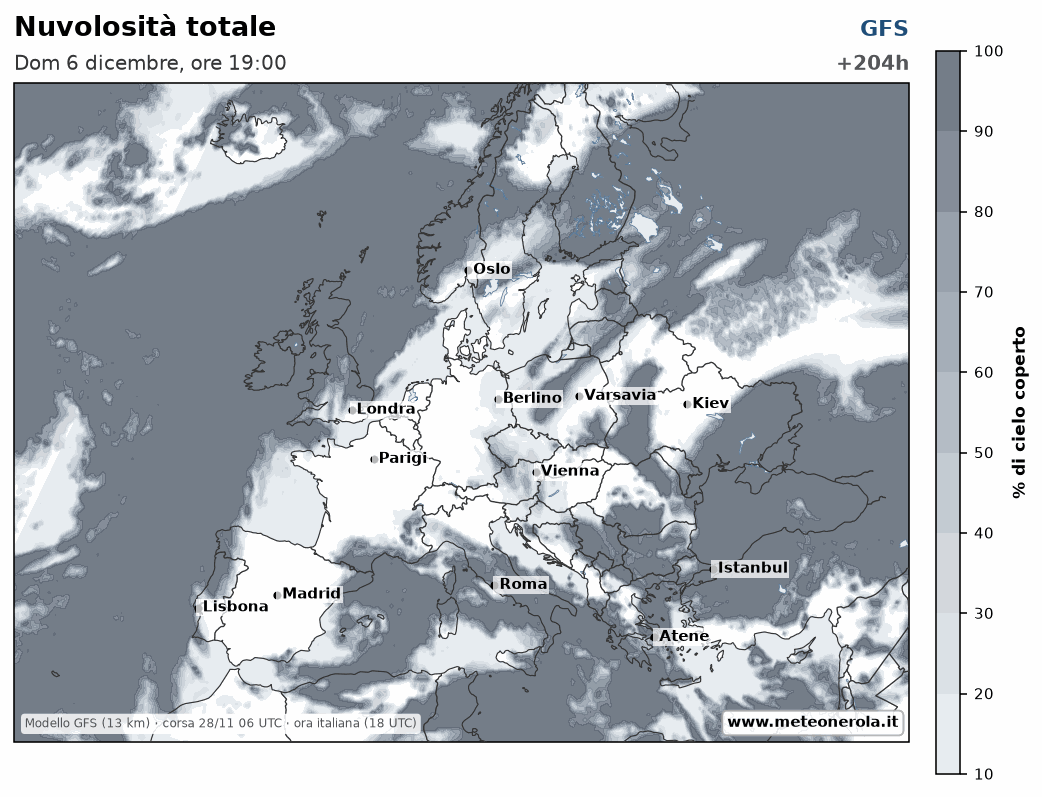 Nuvolosità totale
GFS
Dom 6 dicembre, ore 19:00
+204h
100
90
80
70
60
50
40
30
20
10
% di cielo coperto
Oslo
Berlino
Varsavia
Kiev
Londra
Parigi
Vienna
Istanbul
Roma
Madrid
Lisbona
Atene
Modello GFS (13 km) · corsa 28/11 06 UTC · ora italiana (18 UTC)
www.meteonerola.it